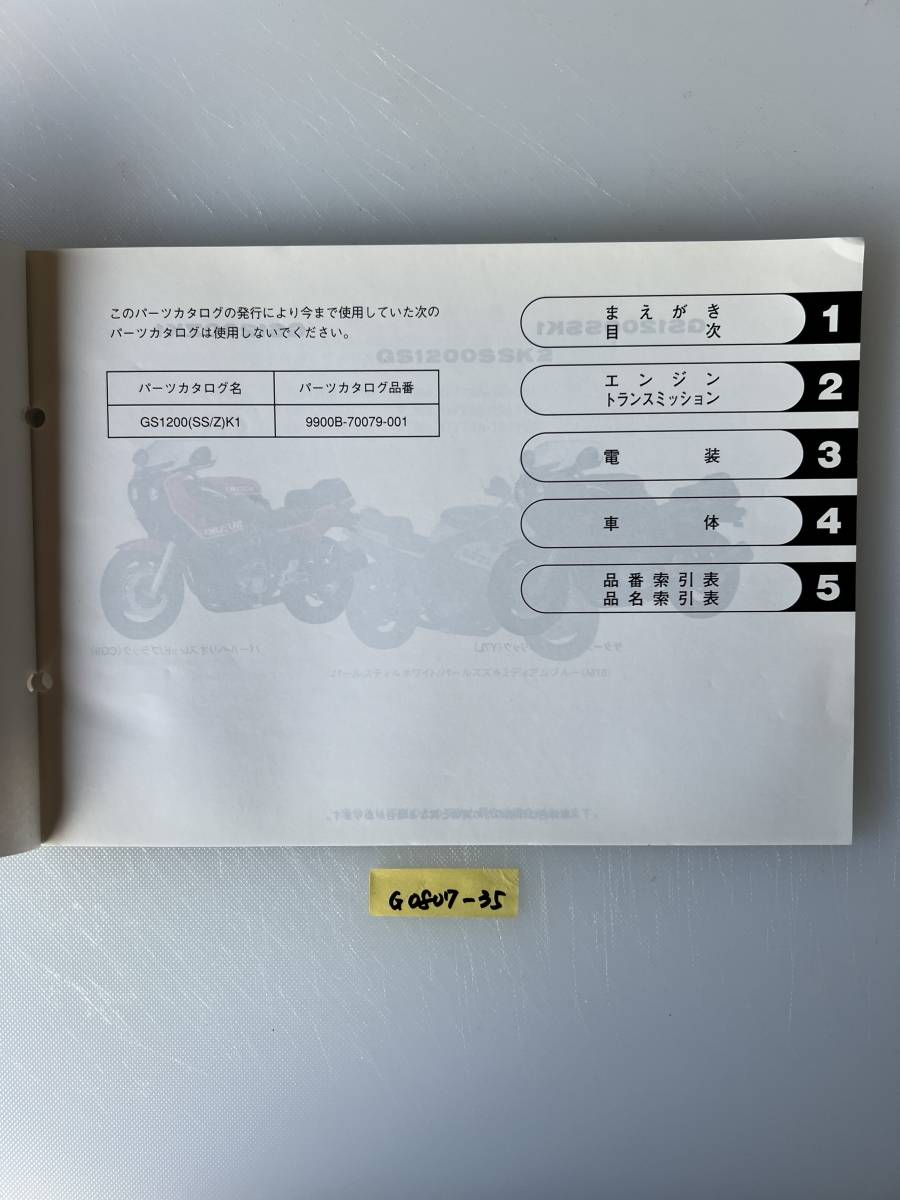 このパーツカタログの発行により今まで使用していた次の
パーツカタログは使用しないでください。
パーツカタログ名 パーツカタログ品番
GS1200(SS/Z)K1 9900B-70079-001
まえがき
目次
1
エンジン
トランスミッション
2
電装
3
車体
4
品番索引表
品名索引表
5
G0807-35